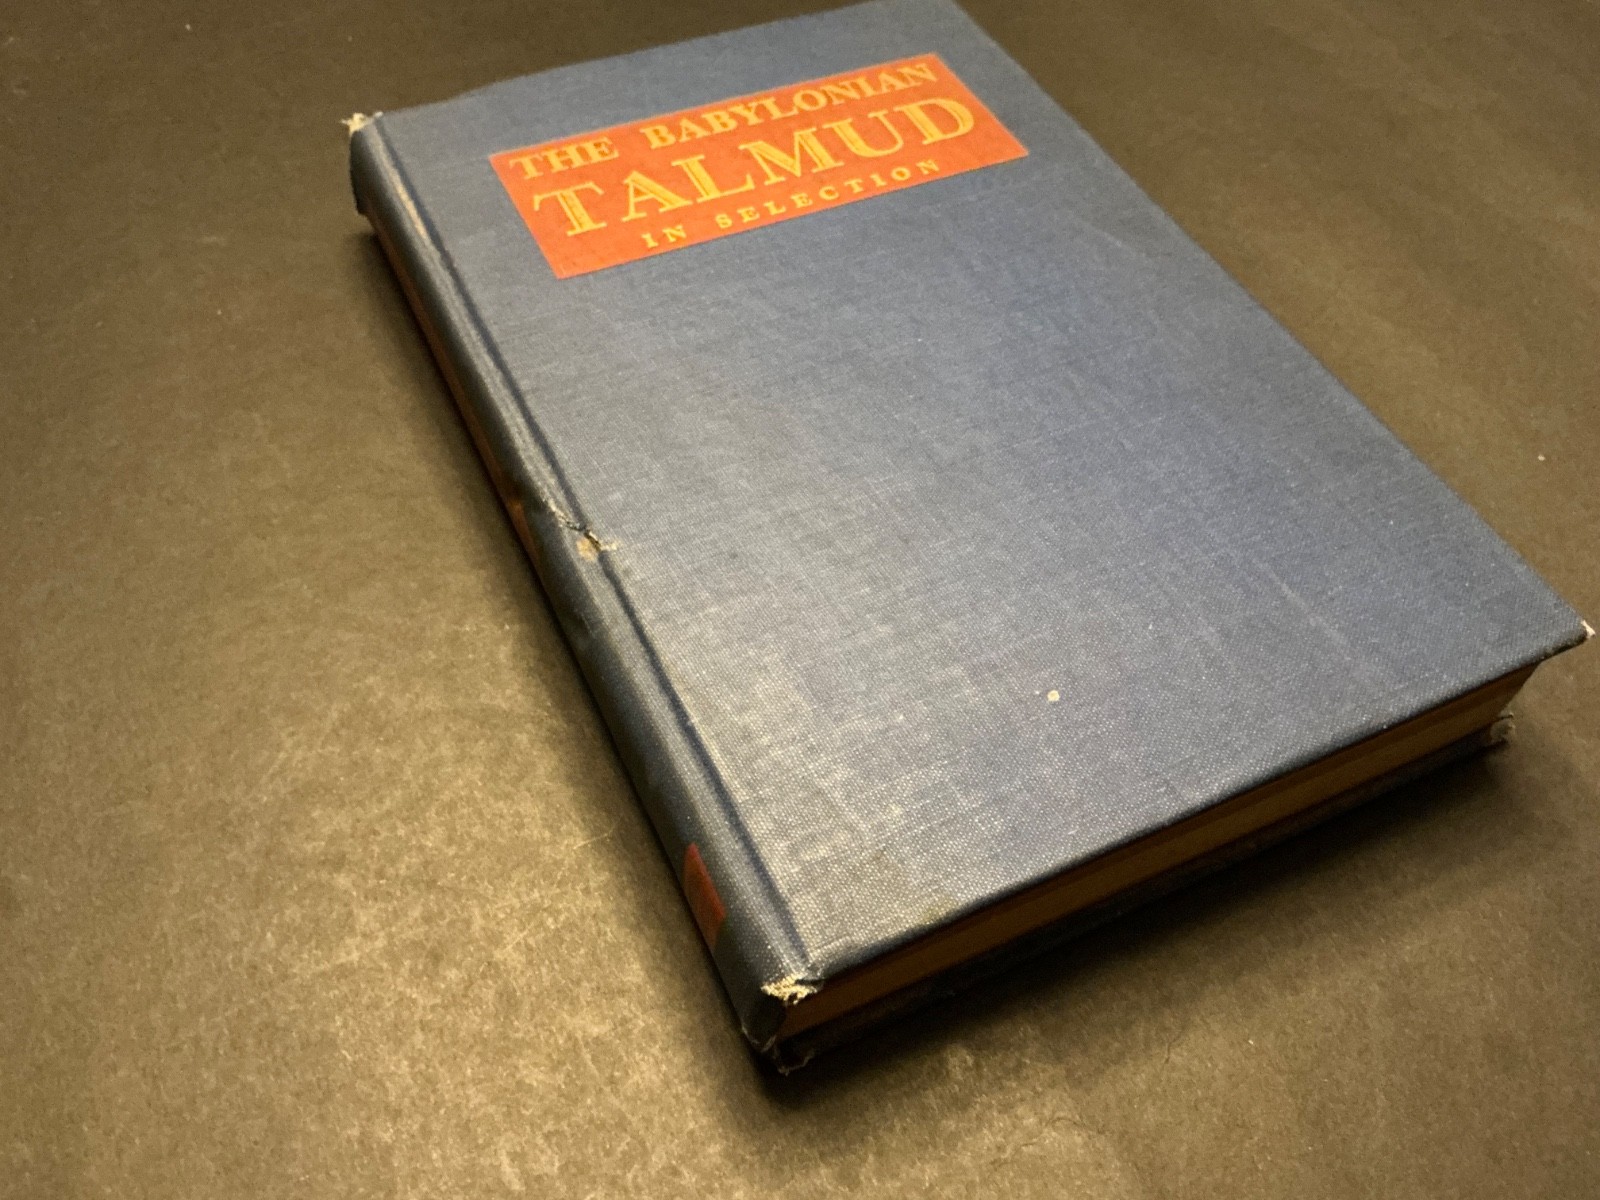 THE BABYLONIAN
TALMUD
IN SELECTION